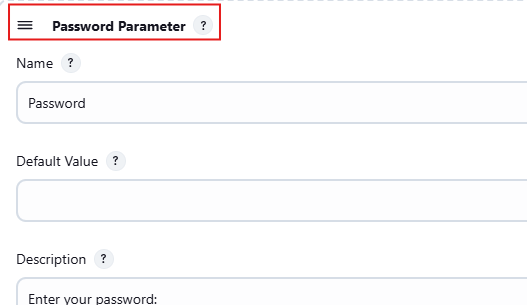 Password Parameter ?
Name ?
Password
Default Value ?
Description ?
Enter your password: